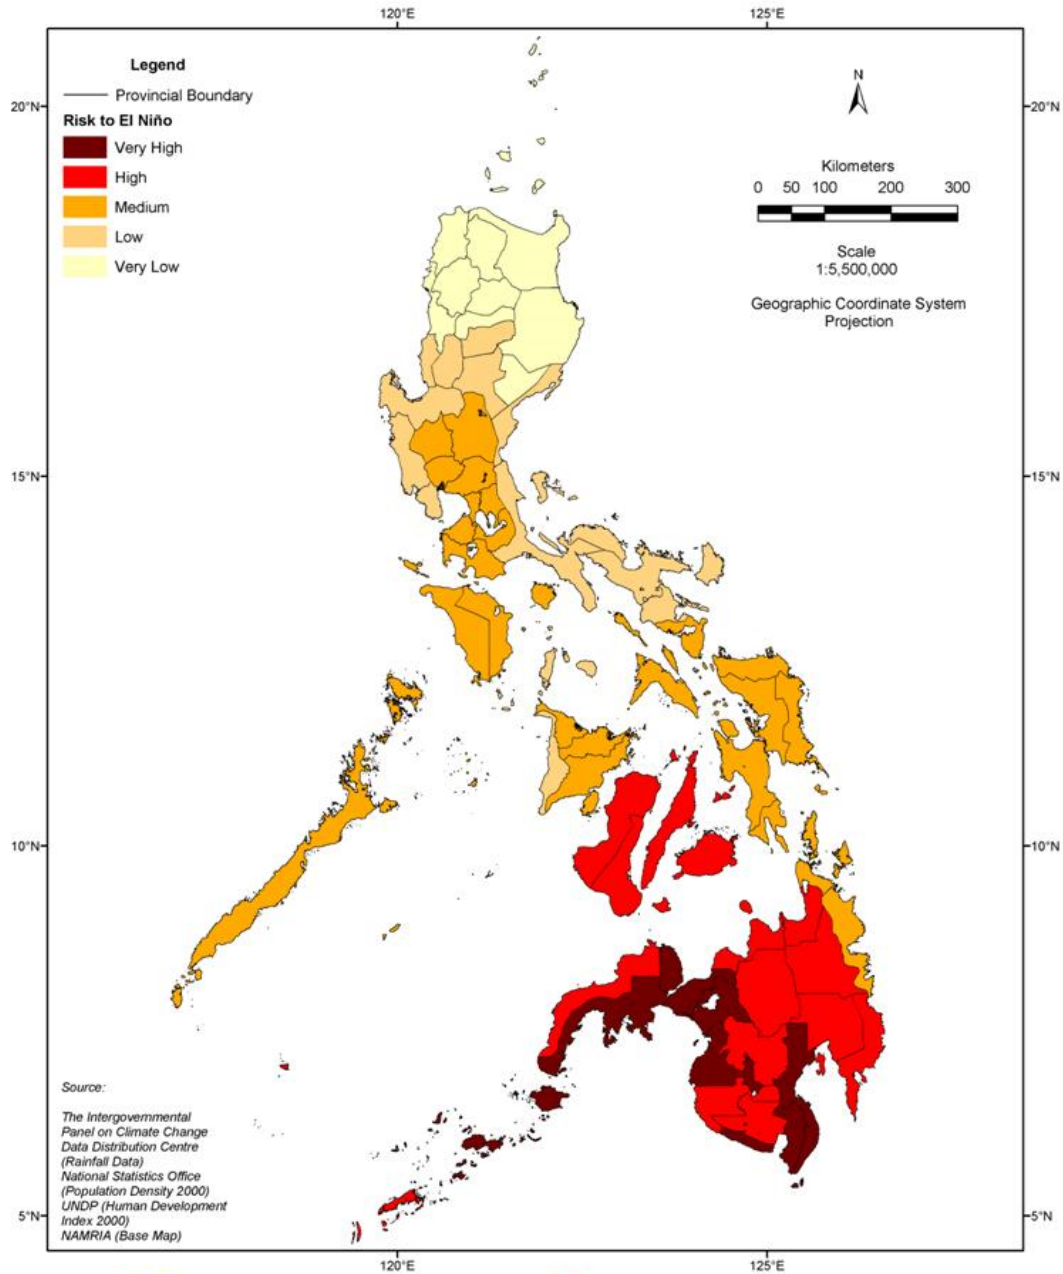 120°E
125°E
Legend
Provincial Boundary
Risk to El Niño
Very High
High
Medium
Low
Very Low
N
Kilometers
0 50 100 200 300
Scale
1:5,500,000
Geographic Coordinate System
Projection
20°N
20°N
15°N
15°N
10°N
10°N
5°N
5°N
Source:
The Intergovernmental
Panel on Climate Change
Data Distribution Centre
(Rainfall Data)
National Statistics Office
(Population Density 2000)
UNDP (Human Development
Index 2000)
NAMRIA (Base Map)
120°E
125°E